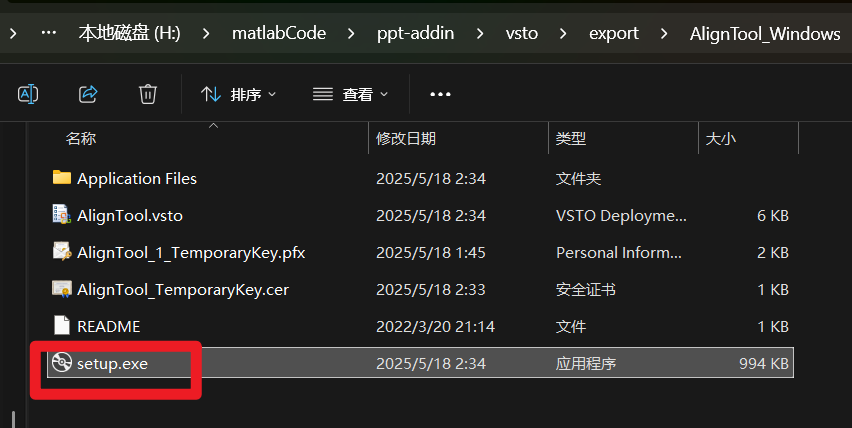 本地磁盘 (H:) matlabCode ppt-addin vsto export AlignTool_Windows
排序 查看
名称 修改日期 类型 大小
Application Files 2025/5/18 2:34 文件夹
AlignTool.vsto 2025/5/18 2:34 VSTO Deployme... 6 KB
AlignTool_1_TemporaryKey.pfx 2025/5/18 1:45 Personal Inform... 2 KB
AlignTool_TemporaryKey.cer 2025/5/18 2:33 安全证书 1 KB
README 2022/3/20 21:14 文件 1 KB
setup.exe 2025/5/18 2:34 应用程序 994 KB